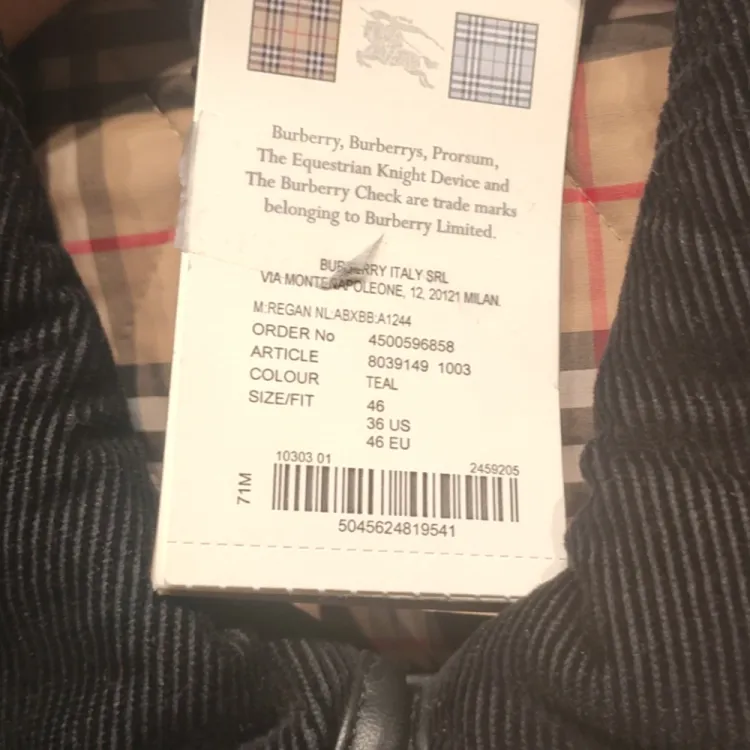 Burberry, Burberrys, Prorsum,
The Equestrian Knight Device and
The Burberry Check are trade marks
belonging to Burberry Limited.
BURBERRY ITALY SRL
VIA MONTENAPOLEONE, 12, 20121 MILAN.
M:REGAN NL:ABXBB:A1244
ORDER No 4500596858
ARTICLE 8039149 1003
COLOUR TEAL
SIZE/FIT 46
36 US
46 EU
10303 01 2459205
71M
5045624819541